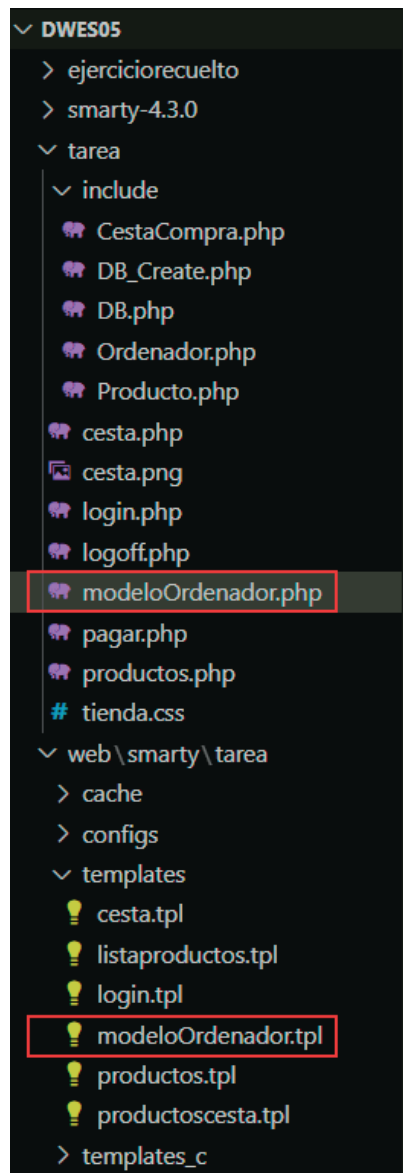 DWES05
ejerciciorecuelto
smarty-4.3.0
tarea
include
CestaCompra.php
DB_Create.php
DB.php
Ordenador.php
Producto.php
cesta.php
cesta.png
login.php
logoff.php
modeloOrdenador.php
pagar.php
productos.php
# tienda.css
web\smarty\tarea
cache
configs
templates
cesta.tpl
listaproductos.tpl
login.tpl
modeloOrdenador.tpl
productos.tpl
productoscesta.tpl
templates_c